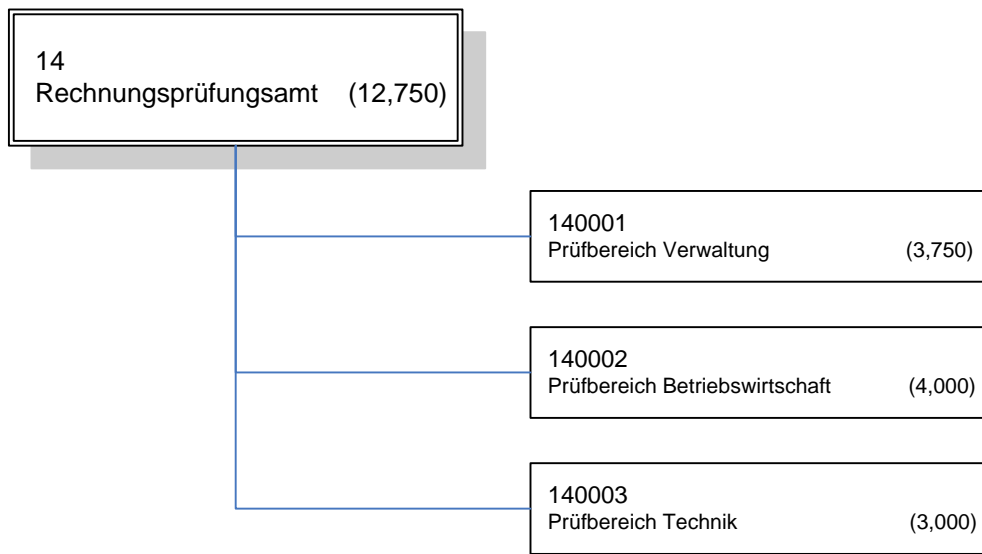 14
Rechnungsprüfungsamt (12,750)
140001
Prüfbereich Verwaltung (3,750)
140002
Prüfbereich Betriebswirtschaft (4,000)
140003
Prüfbereich Technik (3,000)